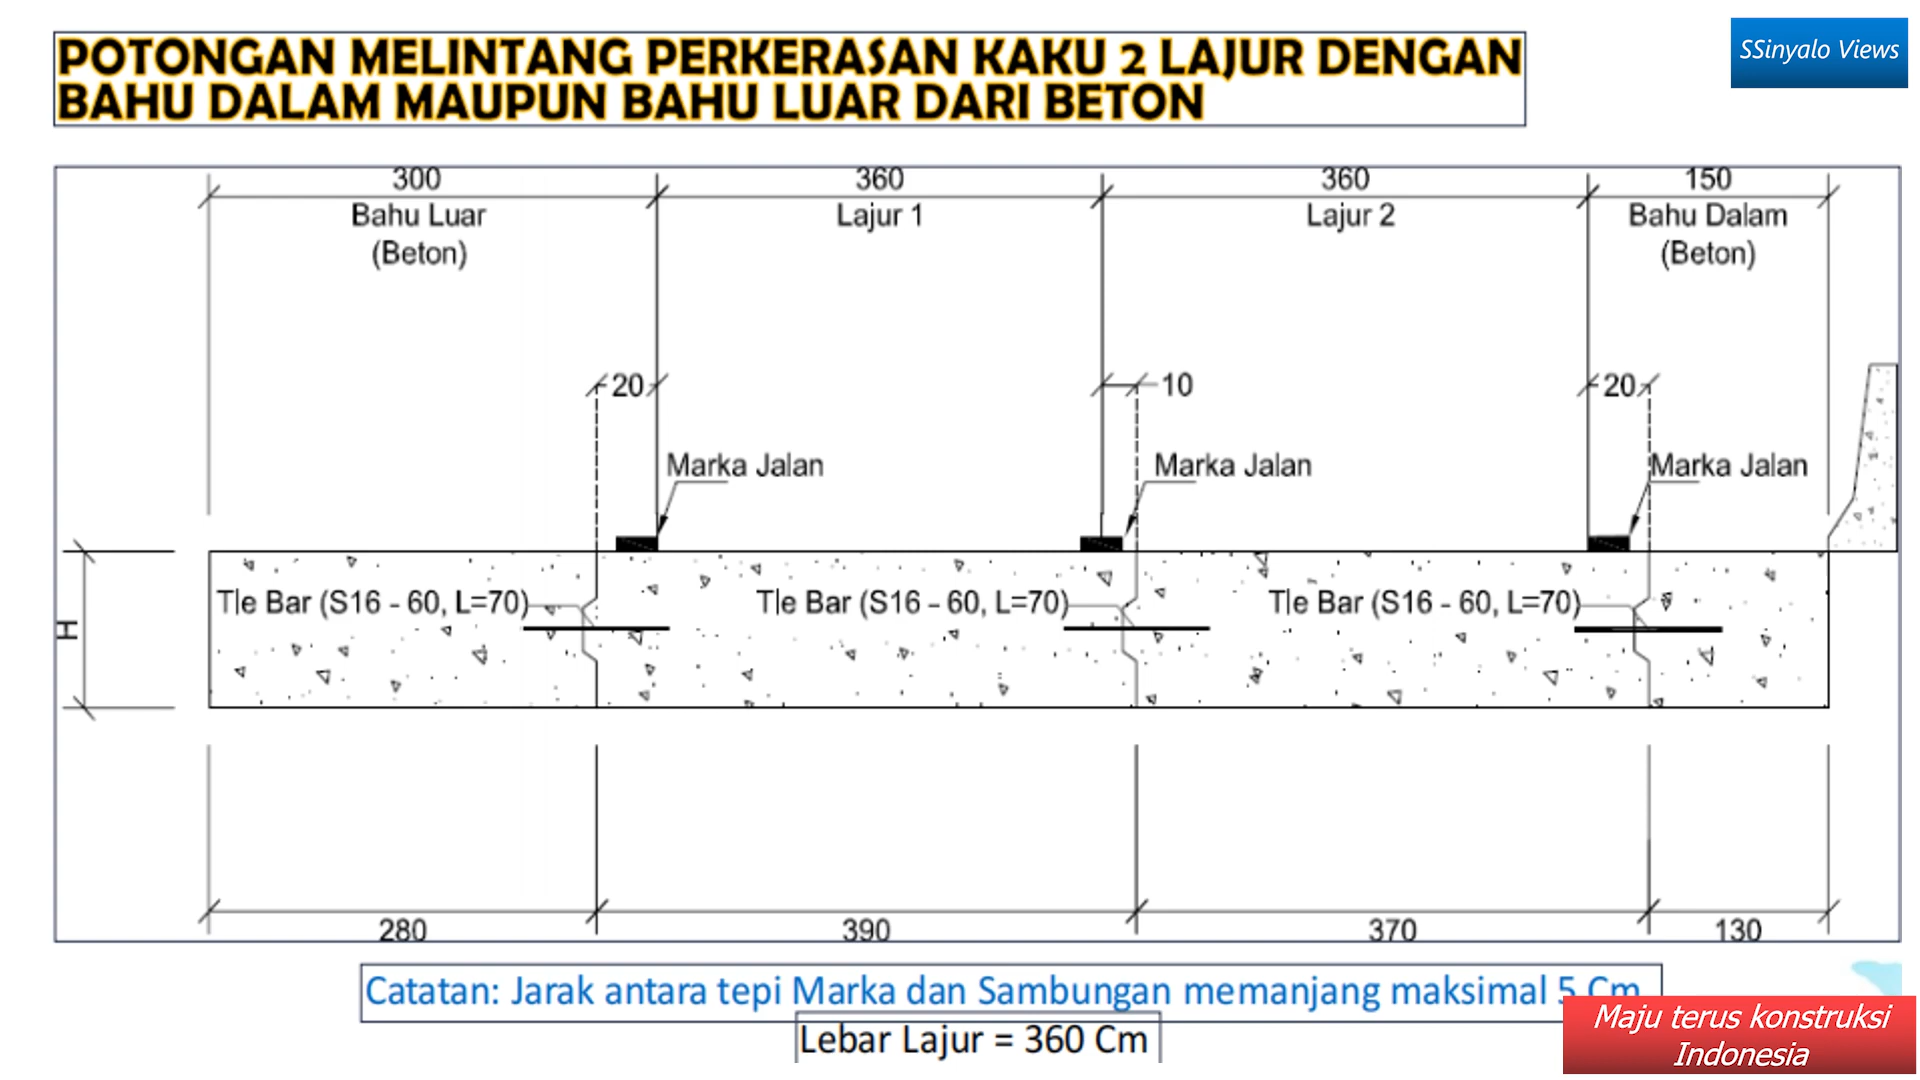 POTONGAN MELINTANG PERKERASAN KAKU 2 LAJUR DENGAN
BAHU DALAM MAUPUN BAHU LUAR DARI BETON
SSinyalo Views
300
360
360
150
Bahu Luar
(Beton)
Lajur 1
Lajur 2
Bahu Dalam
(Beton)
20
10
20
Marka Jalan
Marka Jalan
Marka Jalan
H
TIe Bar (S16 - 60, L=70)
TIe Bar (S16 - 60, L=70)
TIe Bar (S16 - 60, L=70)
280
390
370
130
Catatan: Jarak antara tepi Marka dan Sambungan memanjang maksimal 5 Cm
Lebar Lajur = 360 Cm
Maju terus konstruksi
Indonesia